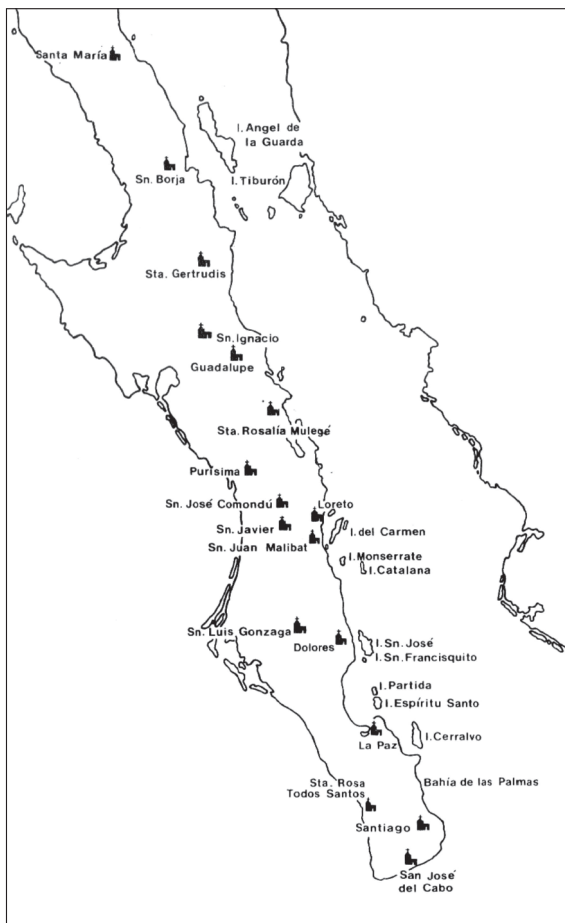 Santa María
I. Angel de
la Guarda
Sn. Borja
I. Tiburón
Sta. Gertrudis
Sn. Ignacio
Guadalupe
Sta. Rosalía Mulegé
Purísima
Sn. José Comondú
Loreto
Sn. Javier
I. del Carmen
Sn. Juan Malibat
I. Monserrate
I. Catalana
Sn. Luis Gonzaga
Dolores
I. Sn. José
I. Sn. Francisquito
I. Partida
I. Espíritu Santo
La Paz
I. Cerralvo
Sta. Rosa
Todos Santos
Bahía de las Palmas
Santiago
San José
del Cabo